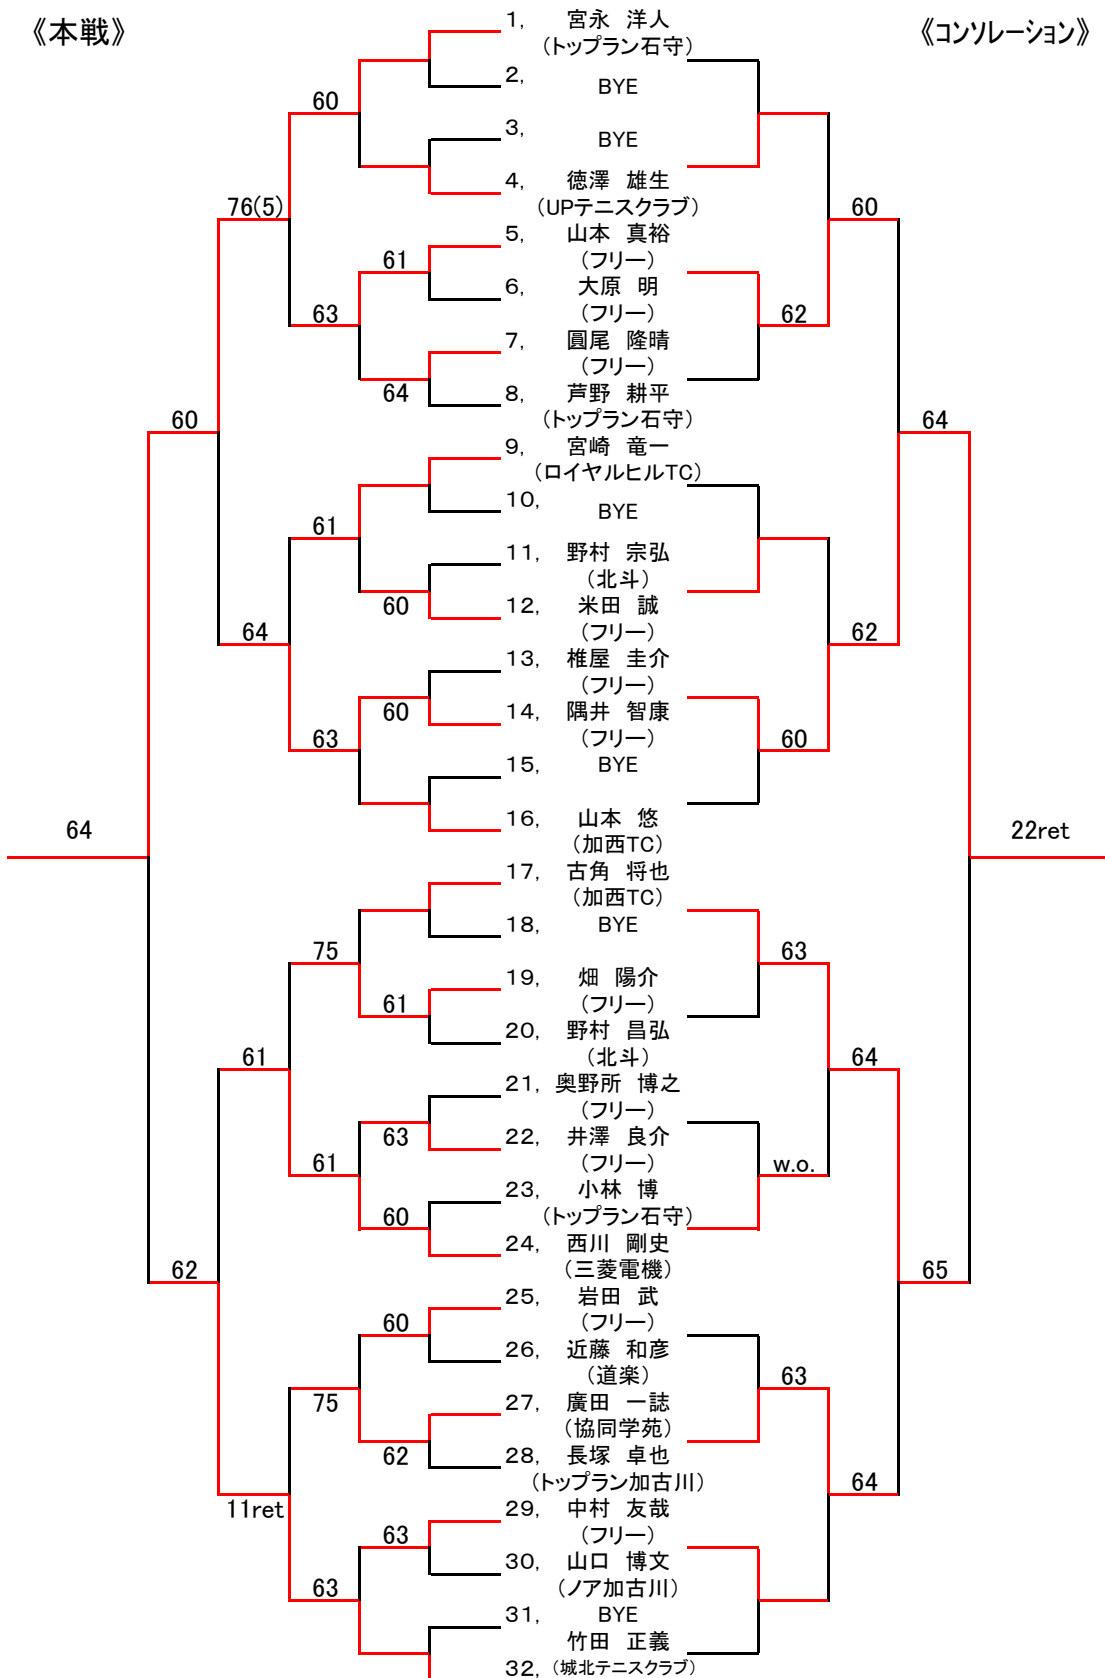 《本戦》
《コンソレーション》
1, 宮永 洋人
(トップラン石守)
2, BYE
60
3, BYE
4, 徳澤 雄生
(UPテニスクラブ)
76(5)
60
5, 山本 真裕
(フリー)
61
6, 大原 明
(フリー)
63
62
7, 圓尾 隆晴
(フリー)
64
8, 芦野 耕平
(トップラン石守)
60
64
9, 宮崎 竜一
(ロイヤルヒルTC)
10, BYE
61
11, 野村 宗弘
(北斗)
60
12, 米田 誠
(フリー)
64
62
13, 椎屋 圭介
(フリー)
60
14, 隅井 智康
(フリー)
63
60
15, BYE
16, 山本 悠
(加西TC)
64
22ret
17, 古角 将也
(加西TC)
18, BYE
75
63
19, 畑 陽介
(フリー)
61
20, 野村 昌弘
(北斗)
61
64
21, 奥野所 博之
(フリー)
63
22, 井澤 良介
(フリー)
61
w.o.
23, 小林 博
(トップラン石守)
60
24, 西川 剛史
(三菱電機)
62
65
25, 岩田 武
(フリー)
60
26, 近藤 和彦
(道楽)
75
63
27, 廣田 一誌
(協同学苑)
62
28, 長塚 卓也
(トップラン加古川)
11ret
64
29, 中村 友哉
(フリー)
63
30, 山口 博文
(ノア加古川)
63
31, BYE
竹田 正義
32, (城北テニスクラブ)